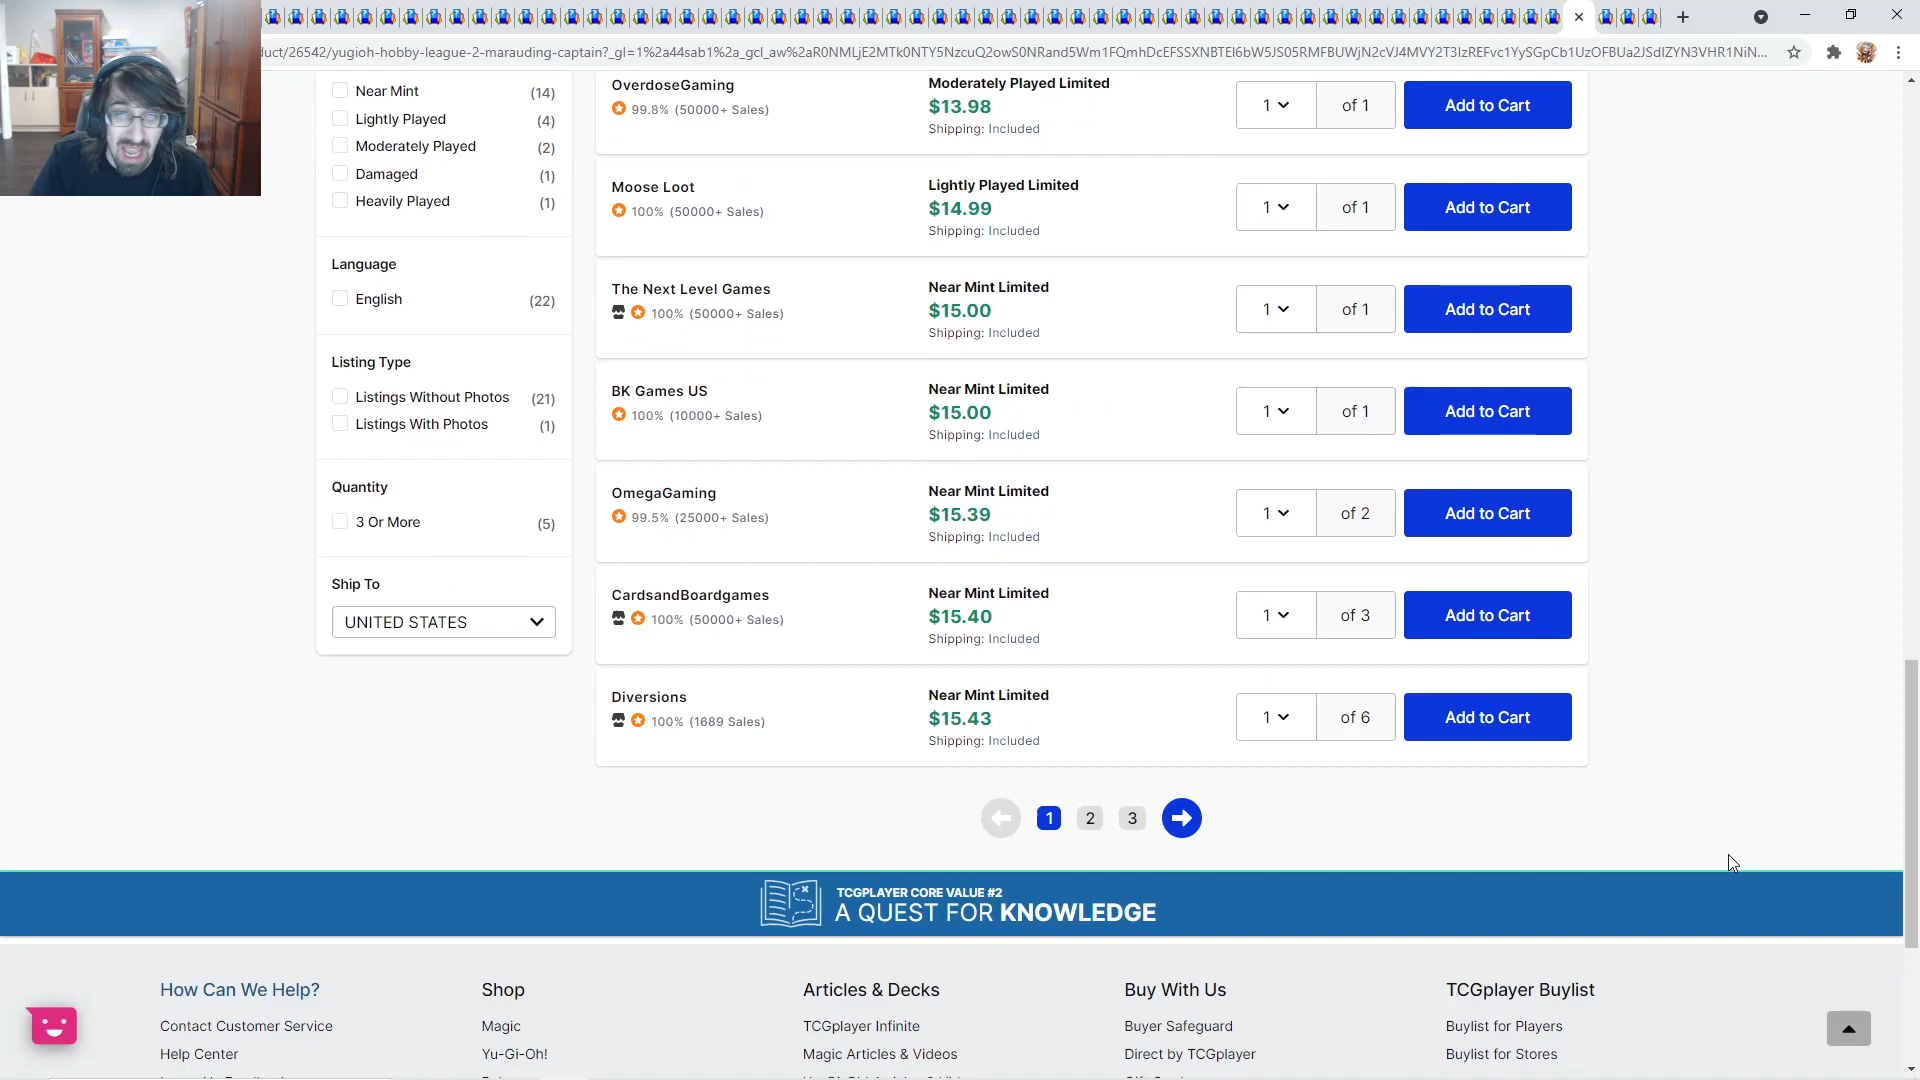 duct/26542/yugioh-hobby-league-2-marauding-captain?_gl=1%2a44sab1%2a_gcl_aw%2aR0NMLjE2MTk0NTY5NzcuQ2owS0NRand5Wm1FQmhDcEFSSXNBTEI6bW5JS05RMFBUWjN2cVJ4MVY2T3IzREFvc1YySGpCb1UzOFBUa2JSdlZYN3VHR1NiN...
Near Mint (14)
Lightly Played (4)
Moderately Played (2)
Damaged (1)
Heavily Played (1)
Language
English (22)
Listing Type
Listings Without Photos (21)
Listings With Photos (1)
Quantity
3 Or More (5)
Ship To
UNITED STATES
OverdoseGaming
99.8% (50000+ Sales)
Moderately Played Limited
$13.98
Shipping: Included
1 of 1 Add to Cart
Moose Loot
100% (50000+ Sales)
Lightly Played Limited
$14.99
Shipping: Included
1 of 1 Add to Cart
The Next Level Games
100% (50000+ Sales)
Near Mint Limited
$15.00
Shipping: Included
1 of 1 Add to Cart
BK Games US
100% (10000+ Sales)
Near Mint Limited
$15.00
Shipping: Included
1 of 1 Add to Cart
OmegaGaming
99.5% (25000+ Sales)
Near Mint Limited
$15.39
Shipping: Included
1 of 2 Add to Cart
CardsandBoardgames
100% (50000+ Sales)
Near Mint Limited
$15.40
Shipping: Included
1 of 3 Add to Cart
Diversions
100% (1689 Sales)
Near Mint Limited
$15.43
Shipping: Included
1 of 6 Add to Cart
1 2 3
TCGPLAYER CORE VALUE #2
A QUEST FOR KNOWLEDGE
How Can We Help?
Contact Customer Service
Help Center
Shop
Magic
Yu-Gi-Oh!
Articles & Decks
TCGplayer Infinite
Magic Articles & Videos
Buy With Us
Buyer Safeguard
Direct by TCGplayer
TCGplayer Buylist
Buylist for Players
Buylist for Stores